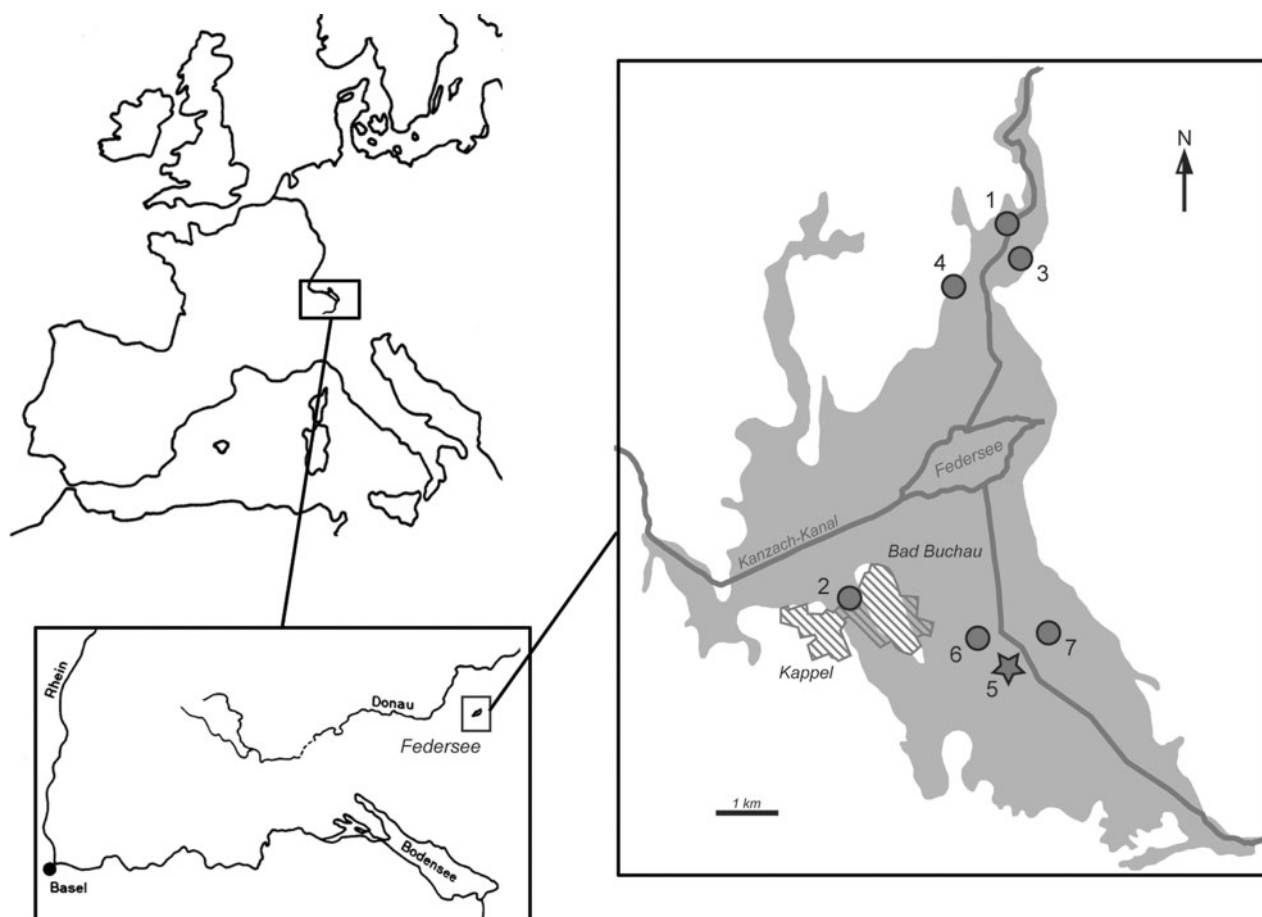 N
1
3
4
Federsee
Kanzach-Kanal
Bad Buchau
2
Kappel
6
7
5
1 km
Rhein
Donau
Federsee
Bodensee
Basel